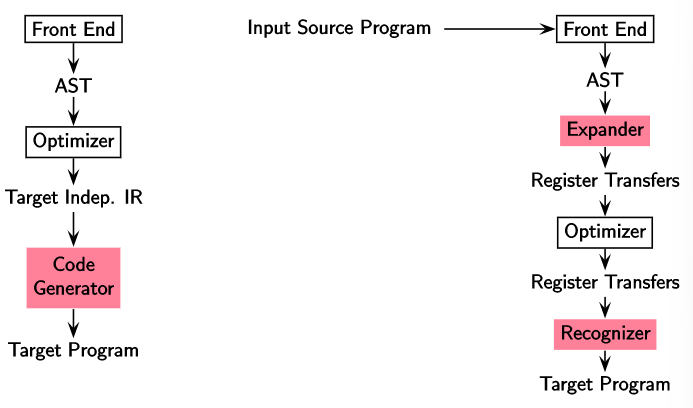 Front End
AST
Optimizer
Target Indep. IR
Code
Generator
Target Program
Input Source Program
Front End
AST
Expander
Register Transfers
Optimizer
Register Transfers
Recognizer
Target Program